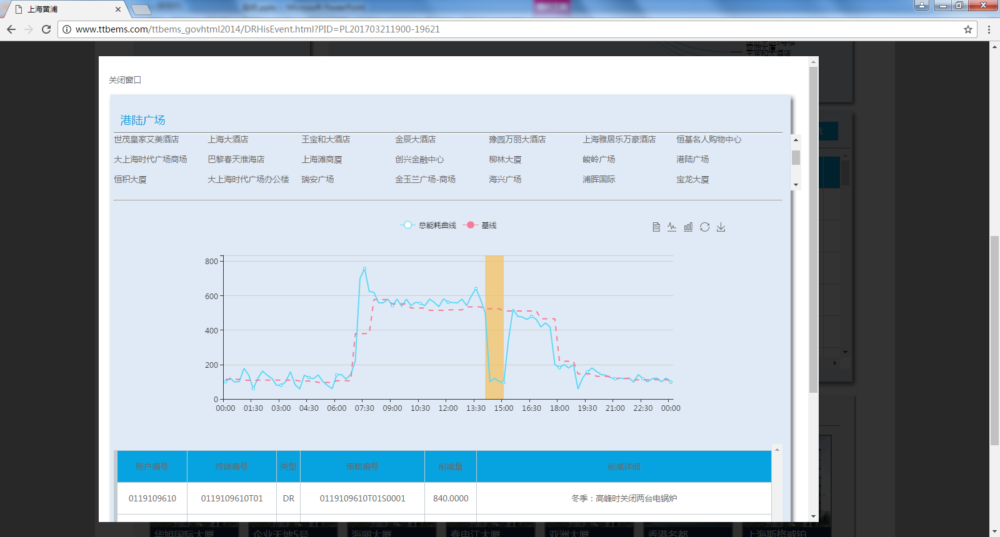 上海黄浦
www.ttbems.com/ttbems_govhtml2014/DRHisEvent.html?PID=PL201703211900-19621
亚洲大厦
王宝和大酒店
关闭窗口
港陆广场
世茂皇家艾美酒店 上海大酒店 王宝和大酒店 金辰大酒店 豫园万丽大酒店 上海雅居乐万豪酒店 恒基名人购物中心
大上海时代广场商场 巴黎春天淮海店 上海滩商厦 创兴金融中心 柳林大厦 峻岭广场 港陆广场
恒积大厦 大上海时代广场办公楼 瑞安广场 金玉兰广场-商场 海兴广场 浦晖国际 宝龙大厦
总能耗曲线 基线
800
600
400
200
0
00:00 01:30 03:00 04:30 06:00 07:30 09:00 10:30 12:00 13:30 15:00 16:30 18:00 19:30 21:00 22:30 00:00
账户编号 终端编号 类型 策略编号 削减量 削减详细
0119109610 0119109610T01 DR 0119109610T01S0001 840.0000 冬季：高峰时关闭两台电锅炉
华旭国际大厦 企业天地5号 海丽大厦 春申江大厦 亚洲大厦 香港名都 上海斯格威铂